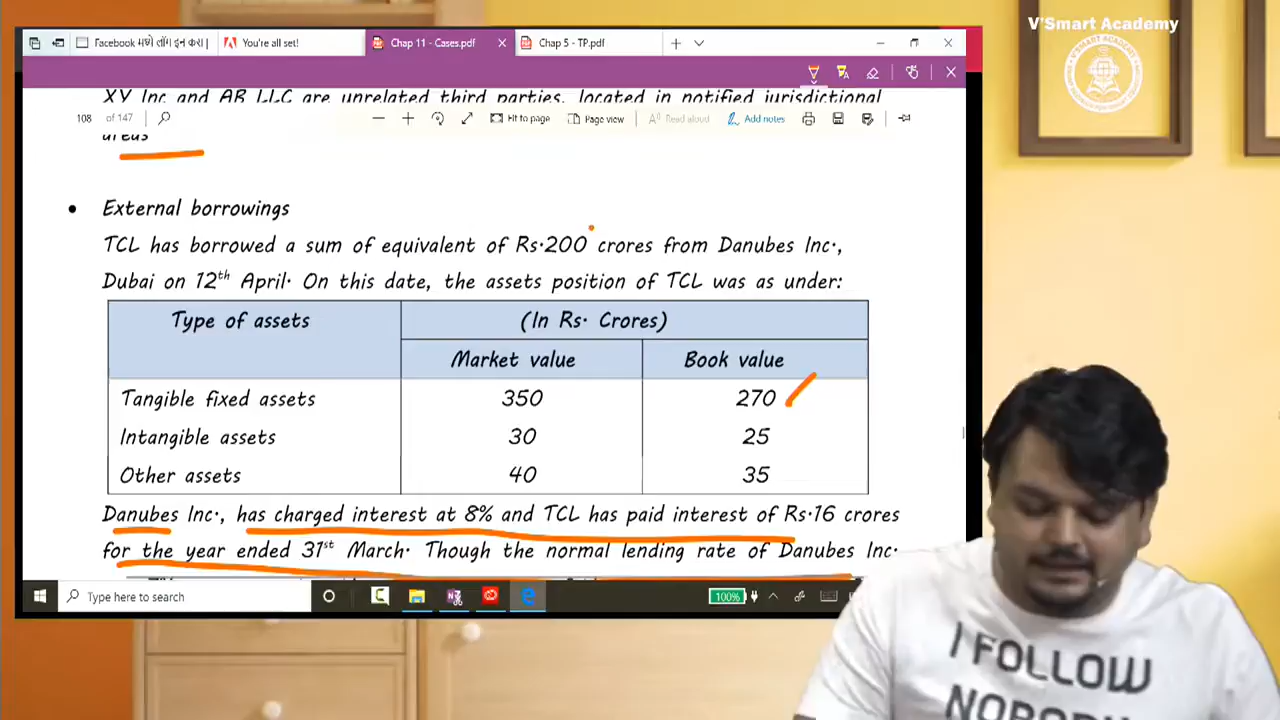 V'Smart Academy
Facebook मध्ये लॉग इन करा |
You're all set!
Chap 11 - Cases.pdf
Chap 5 - TP.pdf
XY Inc and AB LLC are unrelated third parties, located in notified jurisdictional
108 of 147
Fit to page
Page view
Read aloud
Add notes
areas
• External borrowings
TCL has borrowed a sum of equivalent of Rs.200 crores from Danubes Inc.,
Dubai on 12th April. On this date, the assets position of TCL was as under:
Type of assets (In Rs. Crores)
Market value Book value
Tangible fixed assets 350 270
Intangible assets 30 25
Other assets 40 35
Danubes Inc., has charged interest at 8% and TCL has paid interest of Rs.16 crores
for the year ended 31st March. Though the normal lending rate of Danubes Inc.
Type here to search
100%
I FOLLOW